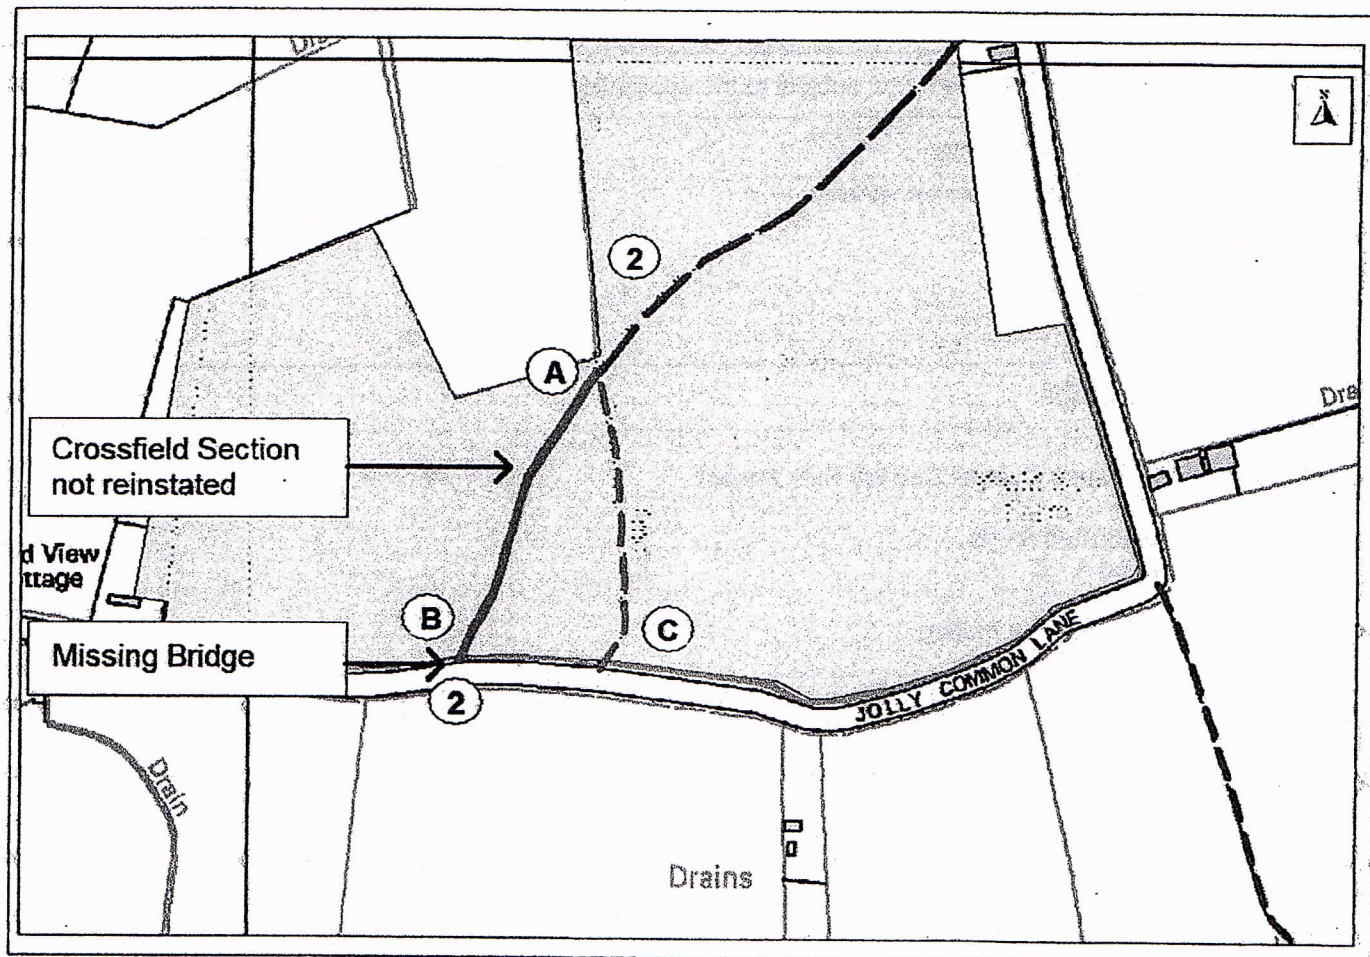 N
2
A
Crossfield Section
not reinstated
d View
ttage
B
C
Missing Bridge
2
JOLLY COMMON LANE
Dra
Drain
Drains